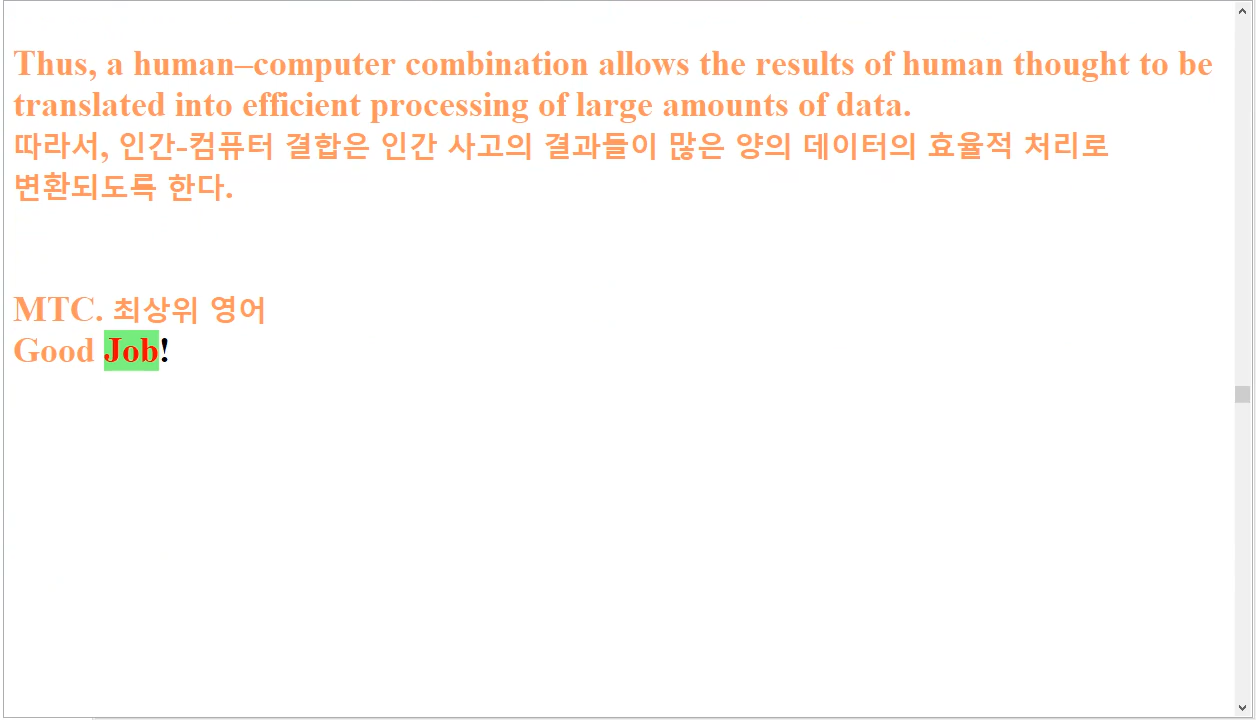 Thus, a human–computer combination allows the results of human thought to be
translated into efficient processing of large amounts of data.
따라서, 인간-컴퓨터 결합은 인간 사고의 결과들이 많은 양의 데이터의 효율적 처리로
변환되도록 한다.
MTC. 최상위 영어
Good Job!